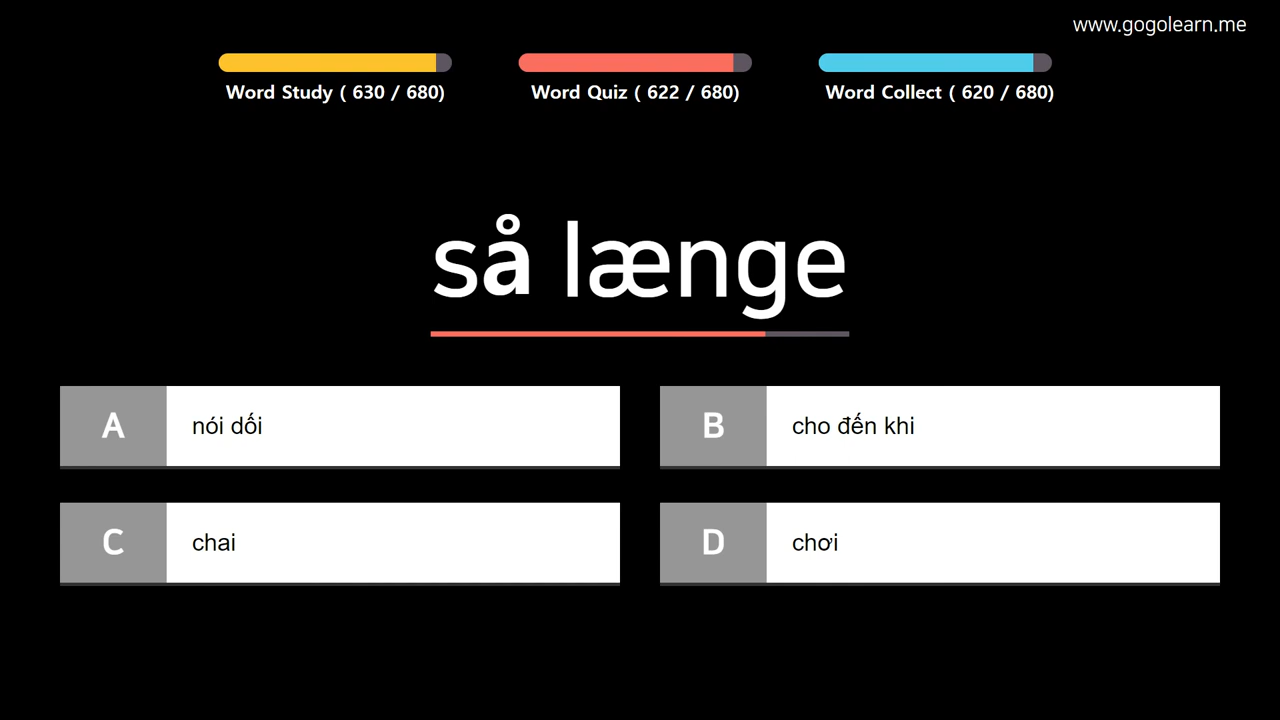 www.gogolearn.me
Word Study ( 630 / 680)
Word Quiz ( 622 / 680)
Word Collect ( 620 / 680)
så længe
A nói dối
B cho đến khi
C chai
D chơi